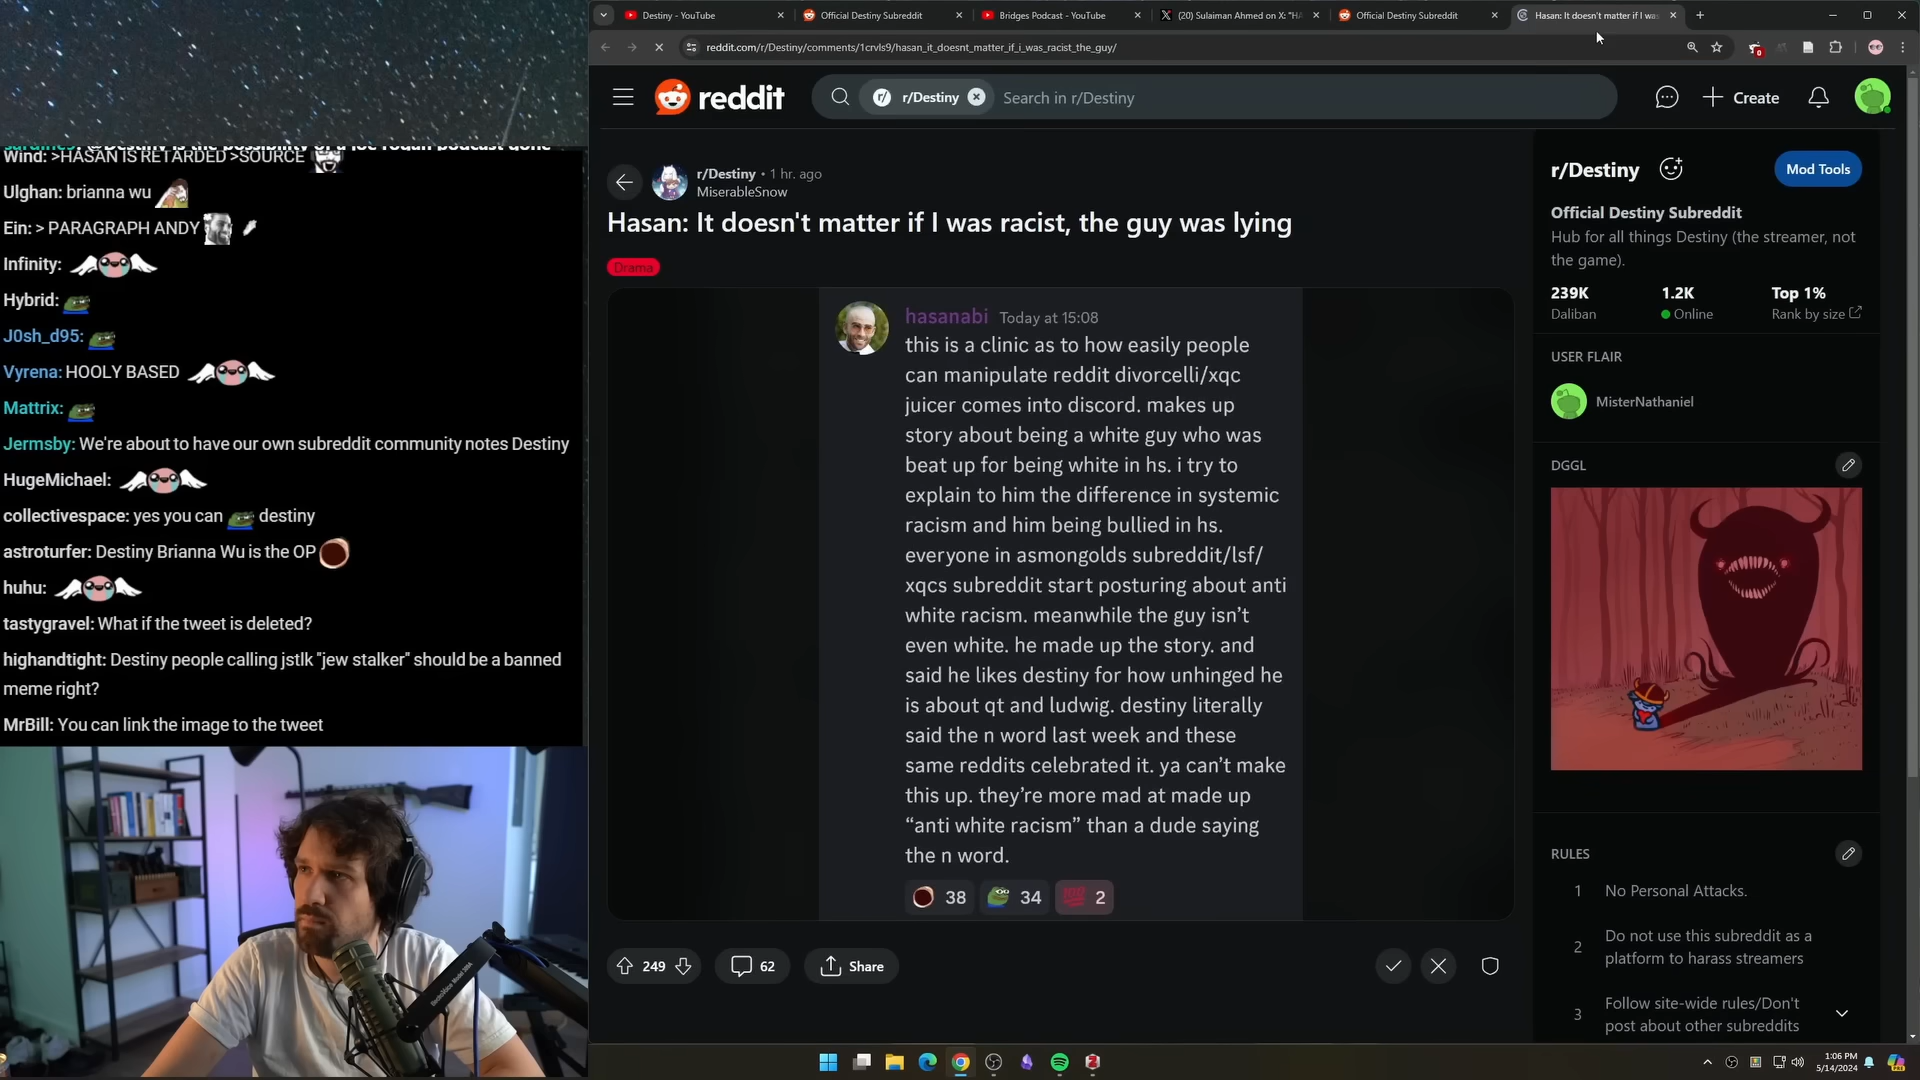 Destiny - YouTube
Official Destiny Subreddit
Bridges Podcast - YouTube
(20) Sulaiman Ahmed on X: "HA
Official Destiny Subreddit
Hasan: It doesn't matter if I was
reddit.com/r/Destiny/comments/1crvls9/hasan_it_doesnt_matter_if_i_was_racist_the_guy/
reddit
r/Destiny
Search in r/Destiny
Create
Wind: >HASAN IS RETARDED >SOURCE
Ulghan: brianna wu
Ein: > PARAGRAPH ANDY
Infinity:
Hybrid:
J0sh_d95:
Vyrena: HOOLY BASED
Mattrix:
Jermsby: We're about to have our own subreddit community notes Destiny
HugeMichael:
collectivespace: yes you can destiny
astroturfer: Destiny Brianna Wu is the OP
huhu:
tastygravel: What if the tweet is deleted?
highandtight: Destiny people calling jstlk "jew stalker" should be a banned
meme right?
MrBill: You can link the image to the tweet
r/Destiny • 1 hr. ago
MiserableSnow
Hasan: It doesn't matter if I was racist, the guy was lying
Drama
hasanabi Today at 15:08
this is a clinic as to how easily people
can manipulate reddit divorcelli/xqc
juicer comes into discord. makes up
story about being a white guy who was
beat up for being white in hs. i try to
explain to him the difference in systemic
racism and him being bullied in hs.
everyone in asmongolds subreddit/lsf/
xqcs subreddit start posturing about anti
white racism. meanwhile the guy isn't
even white. he made up the story. and
said he likes destiny for how unhinged he
is about qt and ludwig. destiny literally
said the n word last week and these
same reddits celebrated it. ya can't make
this up. they're more mad at made up
“anti white racism” than a dude saying
the n word.
38 34 2
249 62 Share
r/Destiny
Mod Tools
Official Destiny Subreddit
Hub for all things Destiny (the streamer, not
the game).
239K 1.2K Top 1%
Daliban Online Rank by size
USER FLAIR
MisterNathaniel
DGGL
RULES
1 No Personal Attacks.
2 Do not use this subreddit as a
platform to harass streamers
3 Follow site-wide rules/Don't
post about other subreddits
1:06 PM
5/14/2024